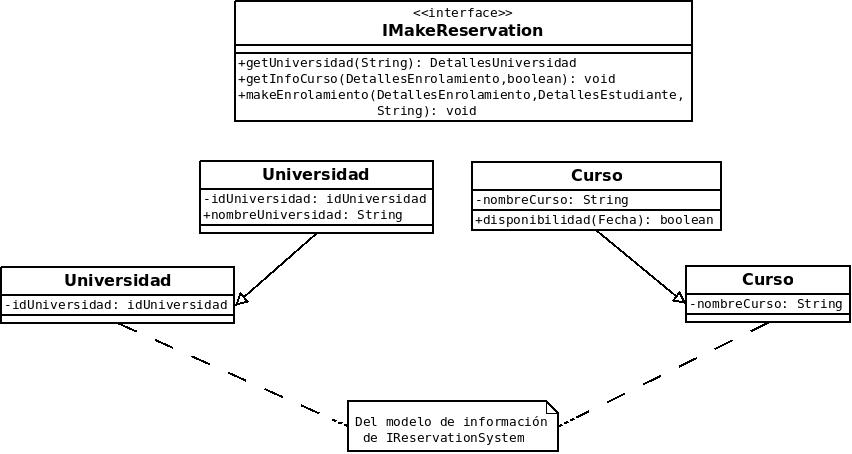 <<interface>>
IMakeReservation
+getUniversidad(String): DetallesUniversidad
+getInfoCurso(DetallesEnrolamiento,boolean): void
+makeEnrolamiento(DetallesEnrolamiento,DetallesEstudiante,
String): void
Universidad
-idUniversidad: idUniversidad
+nombreUniversidad: String
Curso
-nombreCurso: String
+disponibilidad(Fecha): boolean
Universidad
-idUniversidad: idUniversidad
Curso
-nombreCurso: String
Del modelo de información
de IReservationSystem